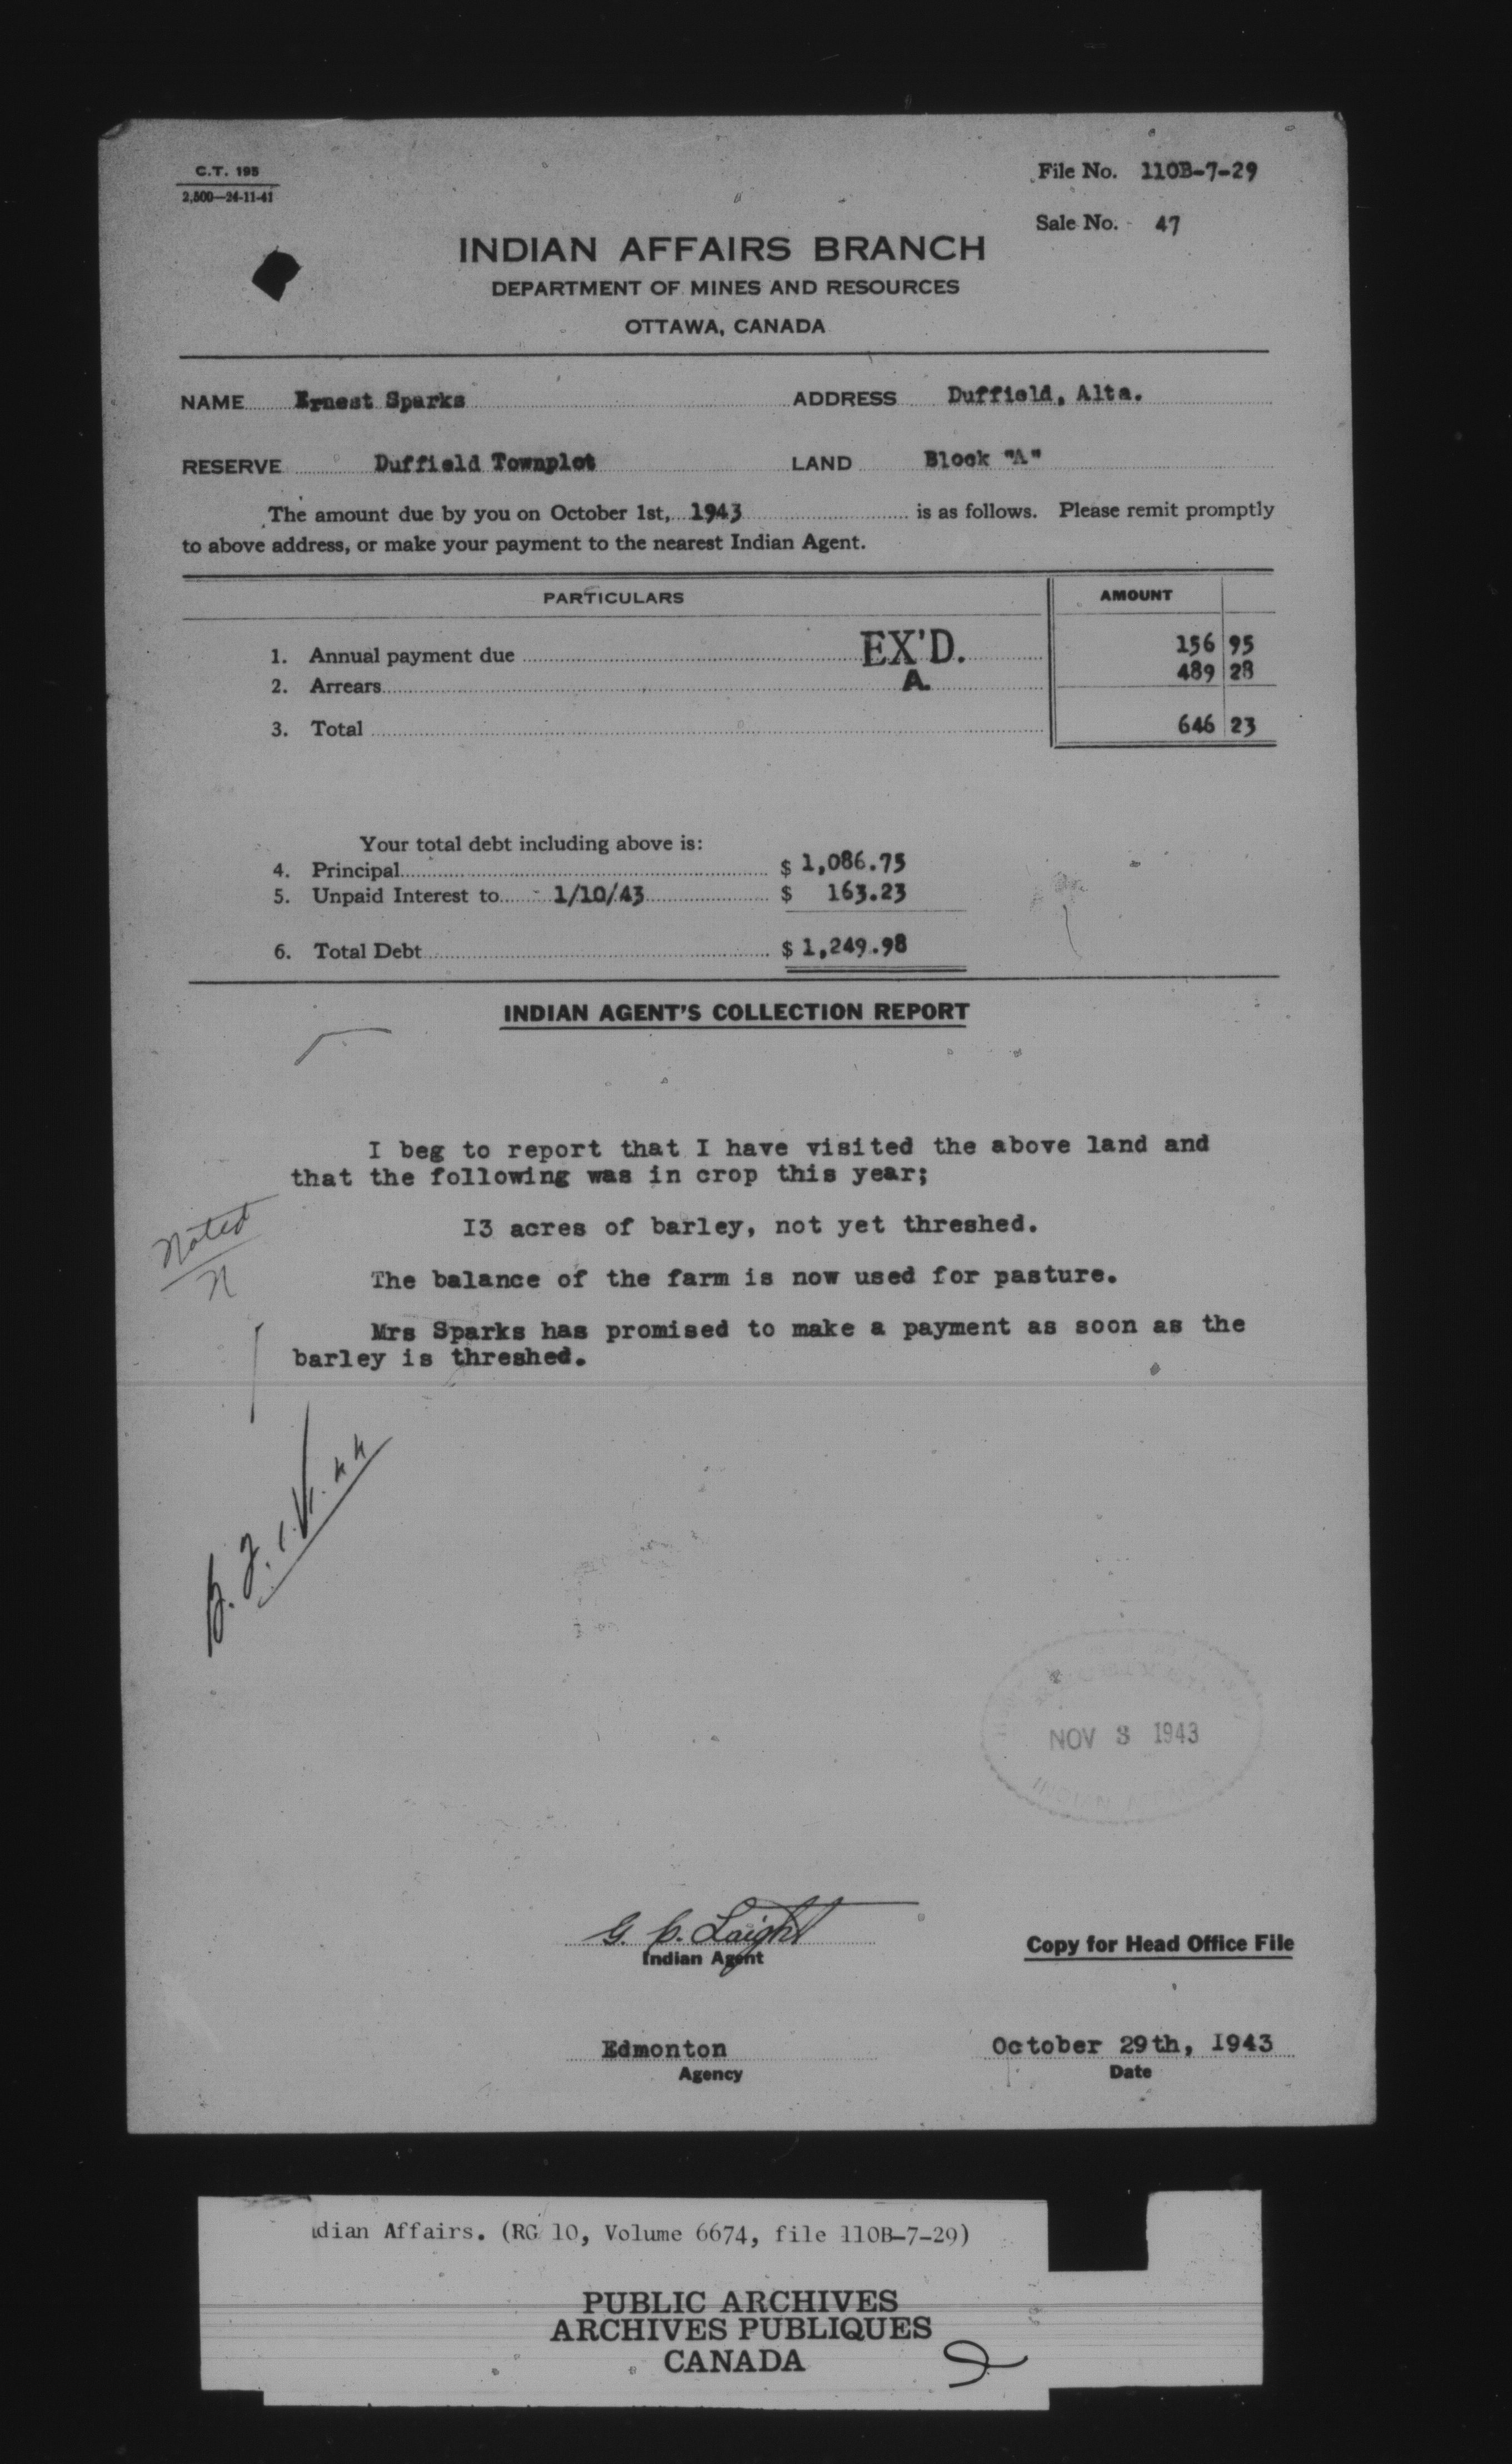 C.T. 195
2,500—24-11-41
File No. 110B-7-29
Sale No. 47
INDIAN AFFAIRS BRANCH
DEPARTMENT OF MINES AND RESOURCES
OTTAWA, CANADA
NAME Ernest Sparks ADDRESS Duffield, Alta.
RESERVE Duffield Townplot LAND Block "A"
The amount due by you on October 1st, 1943 is as follows. Please remit promptly
to above address, or make your payment to the nearest Indian Agent.
PARTICULARS AMOUNT
1. Annual payment due EX'D. 156 95
2. Arrears A. 489 28
3. Total 646 23
Your total debt including above is:
4. Principal $ 1,086.75
5. Unpaid Interest to 1/10/43 $ 163.23
6. Total Debt $ 1,249.98
INDIAN AGENT'S COLLECTION REPORT
I beg to report that I have visited the above land and
that the following was in crop this year;
I3 acres of barley, not yet threshed.
Noted
N
The balance of the farm is now used for pasture.
Mrs Sparks has promised to make a payment as soon as the
barley is threshed.
NOV 3 1943
INDIAN AFFAIRS
G. C. Laight
Indian Agent
Copy for Head Office File
Edmonton
Agency
October 29th, I943
Date
dian Affairs. (RG 10, Volume 6674, file 110B-7-29)
PUBLIC ARCHIVES
ARCHIVES PUBLIQUES
CANADA